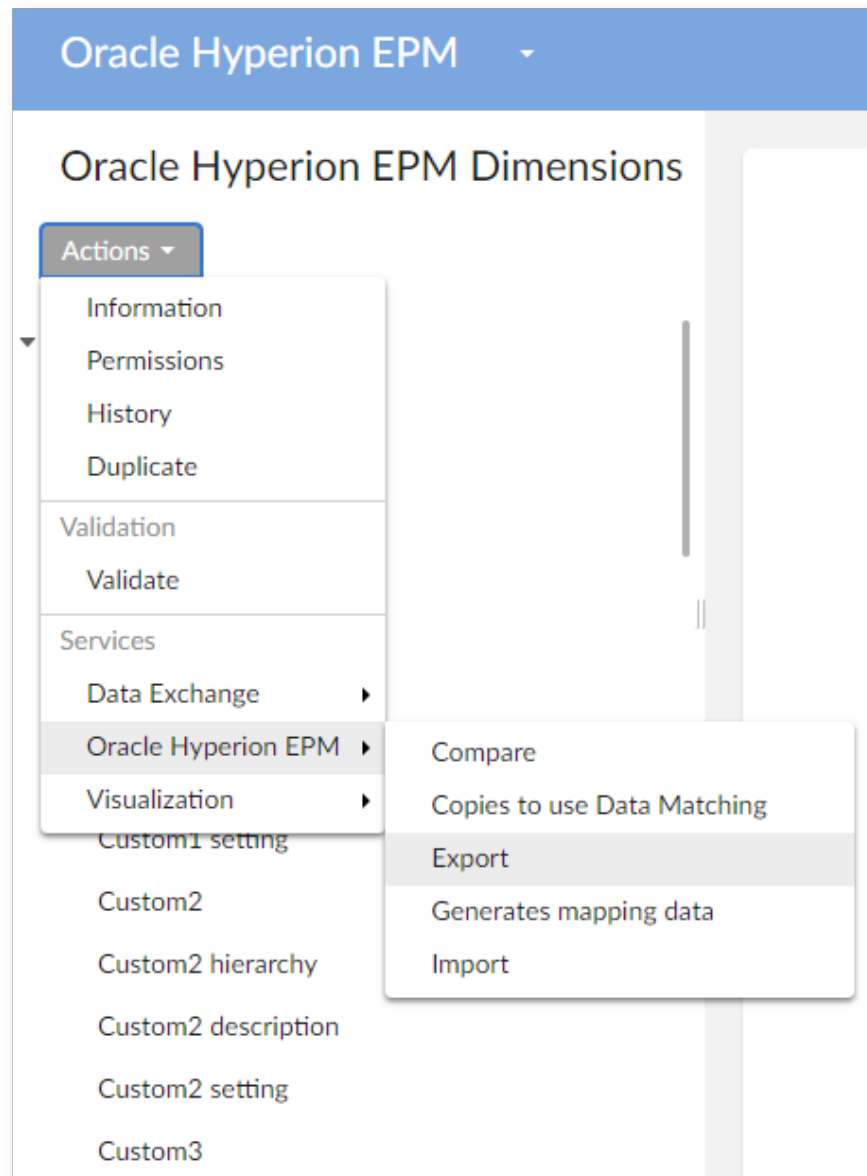 Oracle Hyperion EPM
Oracle Hyperion EPM Dimensions
Actions
Information
Permissions
History
Duplicate
Validation
Validate
Services
Data Exchange
Oracle Hyperion EPM
Visualization
Compare
Copies to use Data Matching
Export
Generates mapping data
Import
Custom1 setting
Custom2
Custom2 hierarchy
Custom2 description
Custom2 setting
Custom3